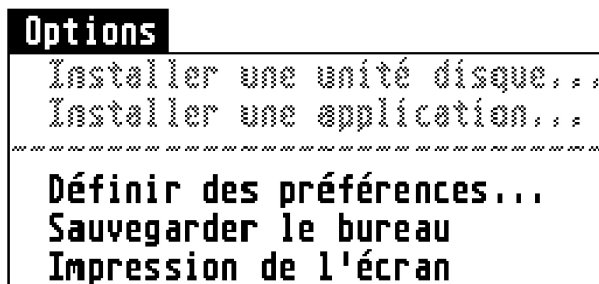 Options
Installer une unité disque...
Installer une application...
Définir des préférences...
Sauvegarder le bureau
Impression de l'écran